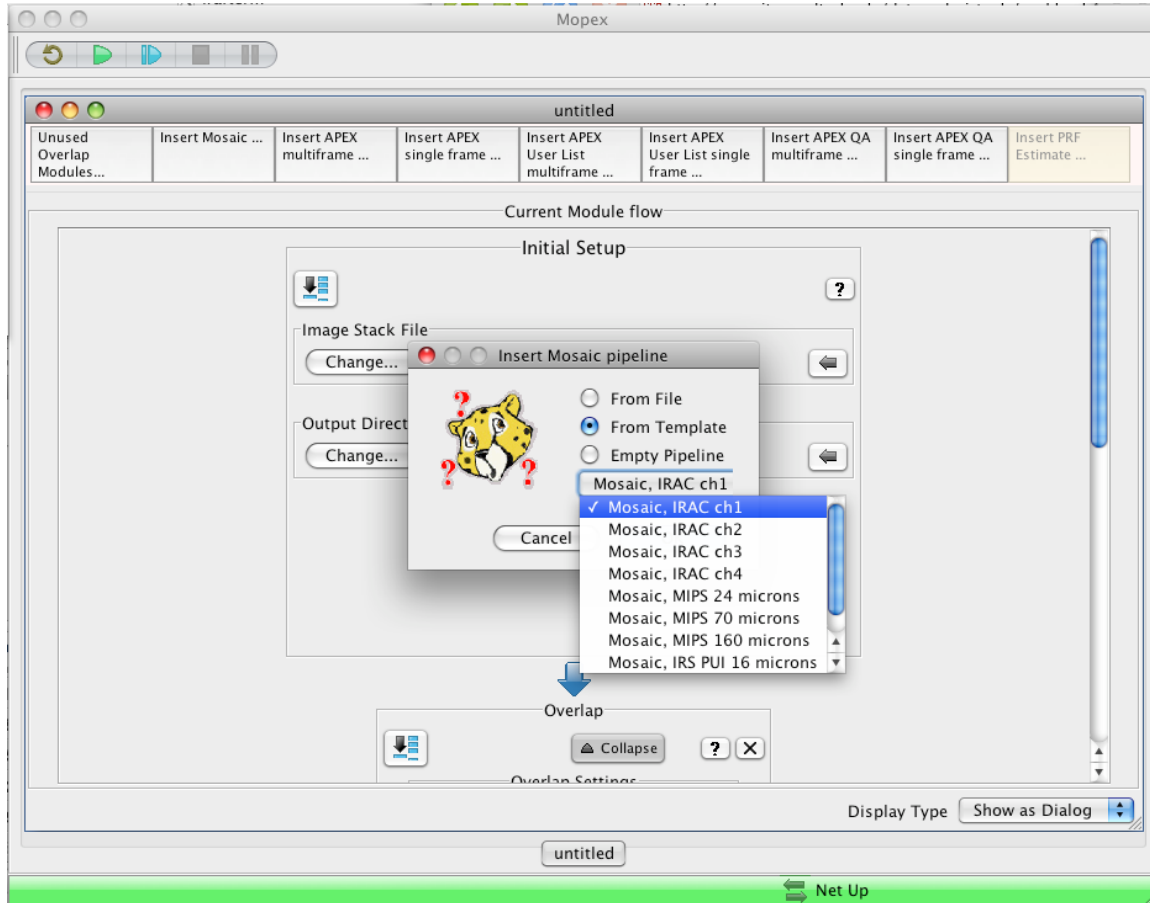 Mopex
untitled
Unused
Overlap
Modules...
Insert Mosaic ...
Insert APEX
multiframe ...
Insert APEX
single frame ...
Insert APEX
User List
multiframe ...
Insert APEX
User List single
frame ...
Insert APEX QA
multiframe ...
Insert APEX QA
single frame ...
Insert PRF
Estimate ...
Current Module flow
Initial Setup
?
Image Stack File
Change...
Insert Mosaic pipeline
From File
Output Direct
From Template
Change...
Empty Pipeline
? ? ?
Mosaic, IRAC ch1
✓ Mosaic, IRAC ch1
Mosaic, IRAC ch2
Cancel
Mosaic, IRAC ch3
Mosaic, IRAC ch4
Mosaic, MIPS 24 microns
Mosaic, MIPS 70 microns
Mosaic, MIPS 160 microns
Mosaic, IRS PUI 16 microns
Overlap
Collapse
? X
Overlap Settings
Display Type Show as Dialog
untitled
Net Up